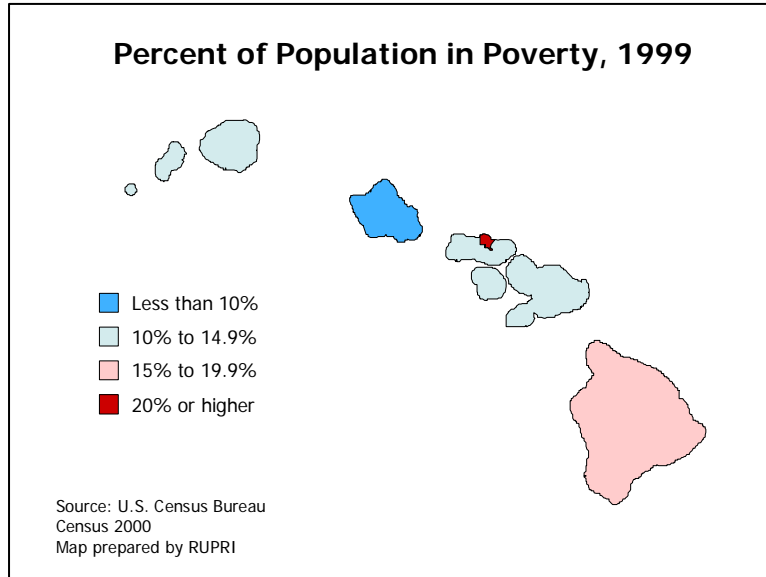 Percent of Population in Poverty, 1999
Less than 10%
10% to 14.9%
15% to 19.9%
20% or higher
Source: U.S. Census Bureau
Census 2000
Map prepared by RUPRI